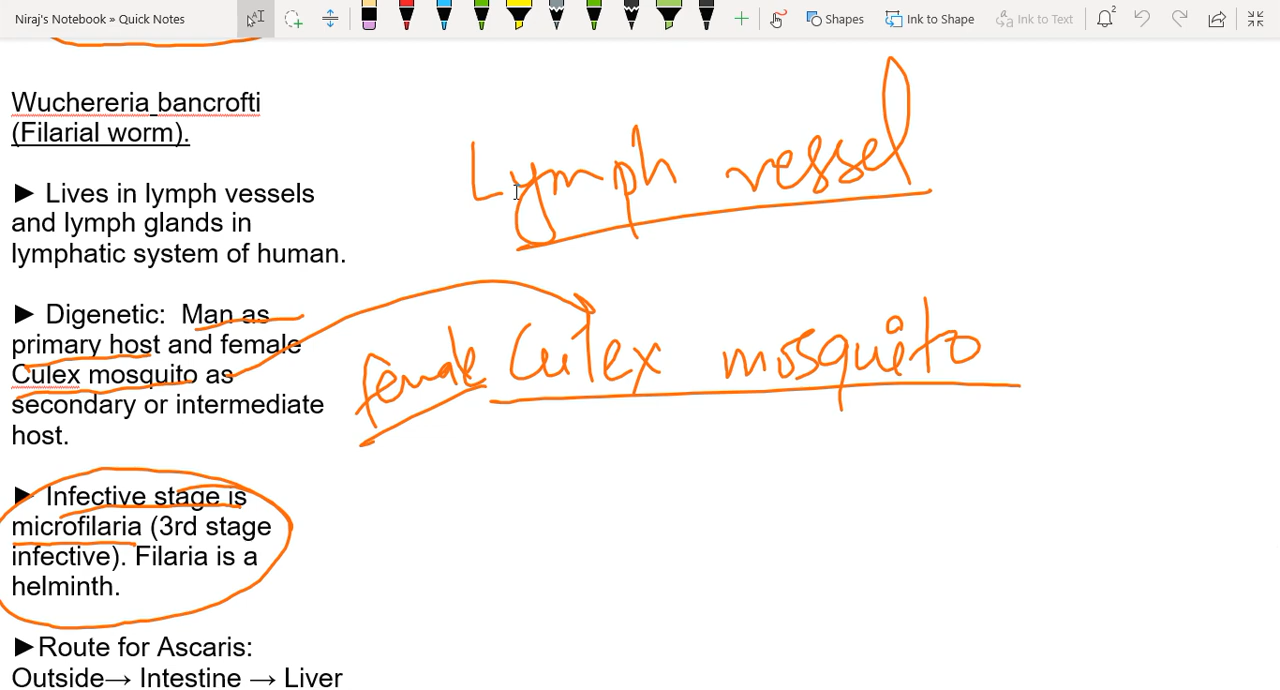 Niraj's Notebook » Quick Notes
Shapes
Ink to Shape
Ink to Text
2
Wuchereria bancrofti
(Filarial worm).
► Lives in lymph vessels
and lymph glands in
lymphatic system of human.
► Digenetic: Man as
primary host and female
Culex mosquito as
secondary or intermediate
host.
► Infective stage is
microfilaria (3rd stage
infective). Filaria is a
helminth.
►Route for Ascaris:
Outside→ Intestine → Liver
Lymph vessel
female Culex mosquito